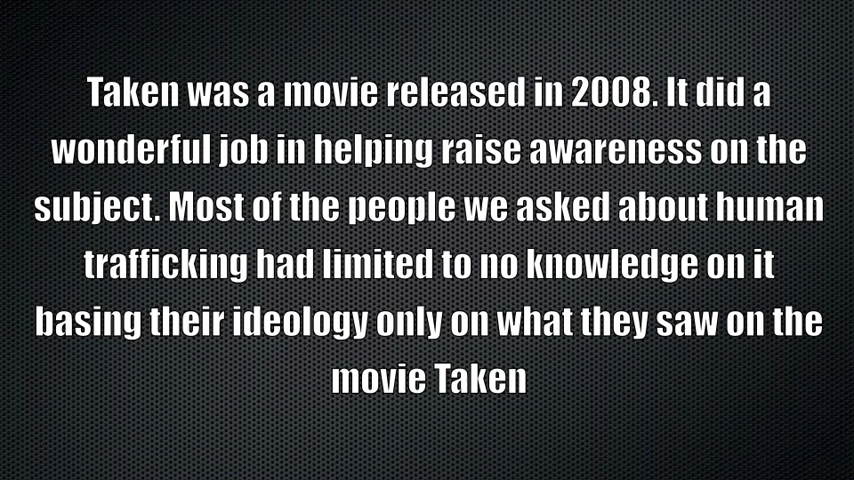 Taken was a movie released in 2008. It did a
wonderful job in helping raise awareness on the
subject. Most of the people we asked about human
trafficking had limited to no knowledge on it
basing their ideology only on what they saw on the
movie Taken